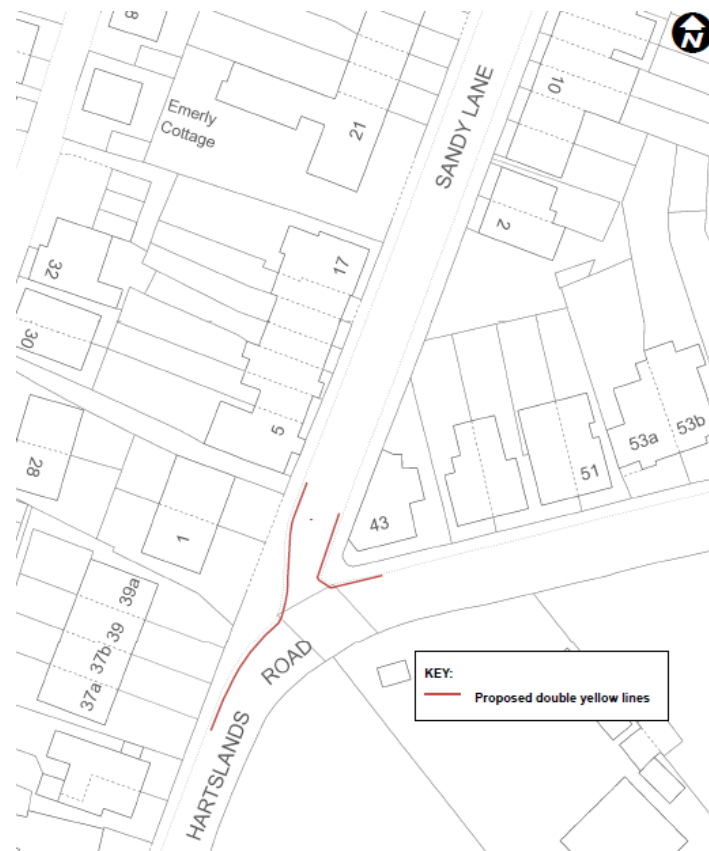 8
N
Emerly
Cottage
21
SANDY LANE
10
2
17
32
30
5
28
1
43
51
53a
53b
39a
39
37b
37a
HARTSLANDS
ROAD
KEY:
Proposed double yellow lines